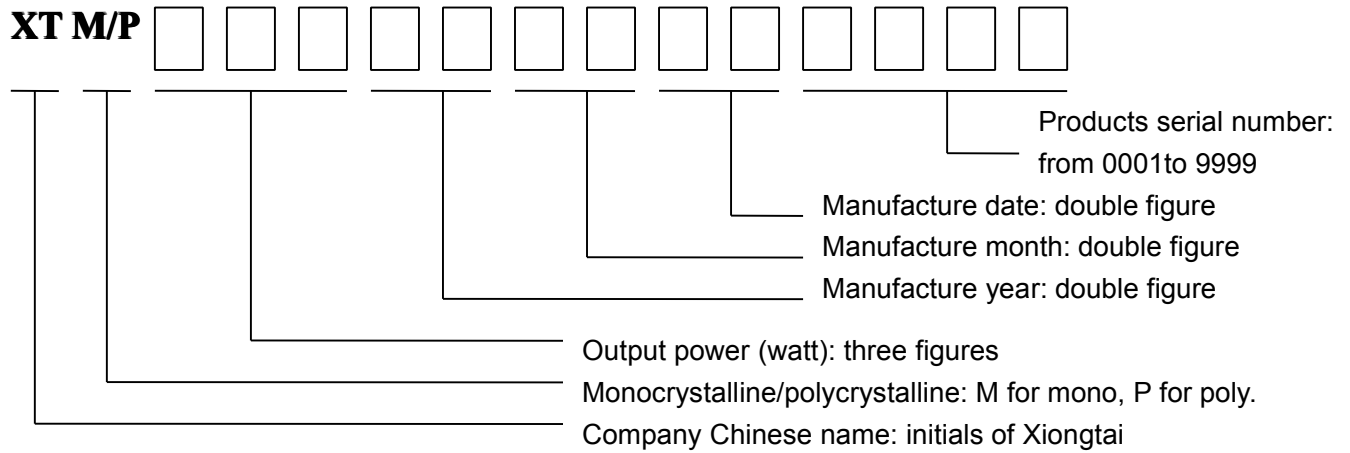 XT M/P
Products serial number:
from 0001to 9999
Manufacture date: double figure
Manufacture month: double figure
Manufacture year: double figure
Output power (watt): three figures
Monocrystalline/polycrystalline: M for mono, P for poly.
Company Chinese name: initials of Xiongtai